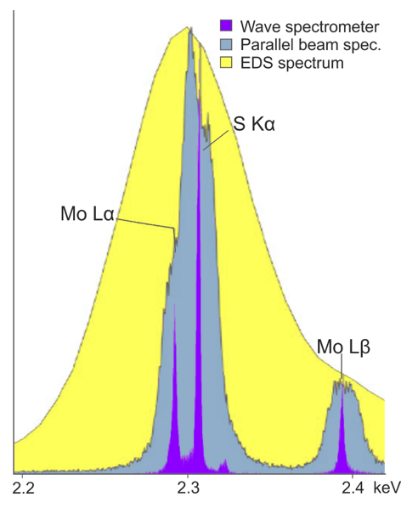 Wave spectrometer
Parallel beam spec.
EDS spectrum
S Kα
Mo Lα
Mo Lβ
2.2 2.3 2.4 keV